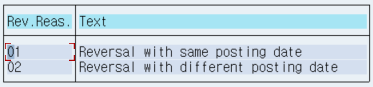 Rev.Reas. Text
01 Reversal with same posting date
02 Reversal with different posting date